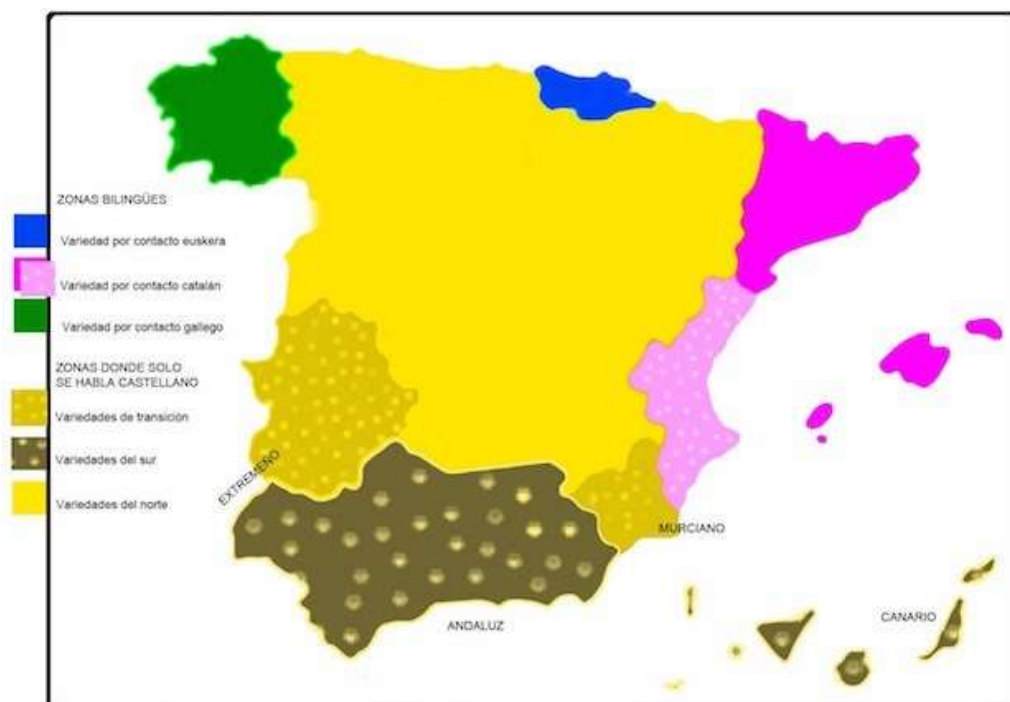 ZONAS BILINGÜES
Variedad por contacto euskera
Variedad por contacto catalán
Variedad por contacto gallego
ZONAS DONDE SOLO
SE HABLA CASTELLANO
Variedades de transición
Variedades del sur
Variedades del norte
EXTREMEÑO
MURCIANO
ANDALUZ
CANARIO